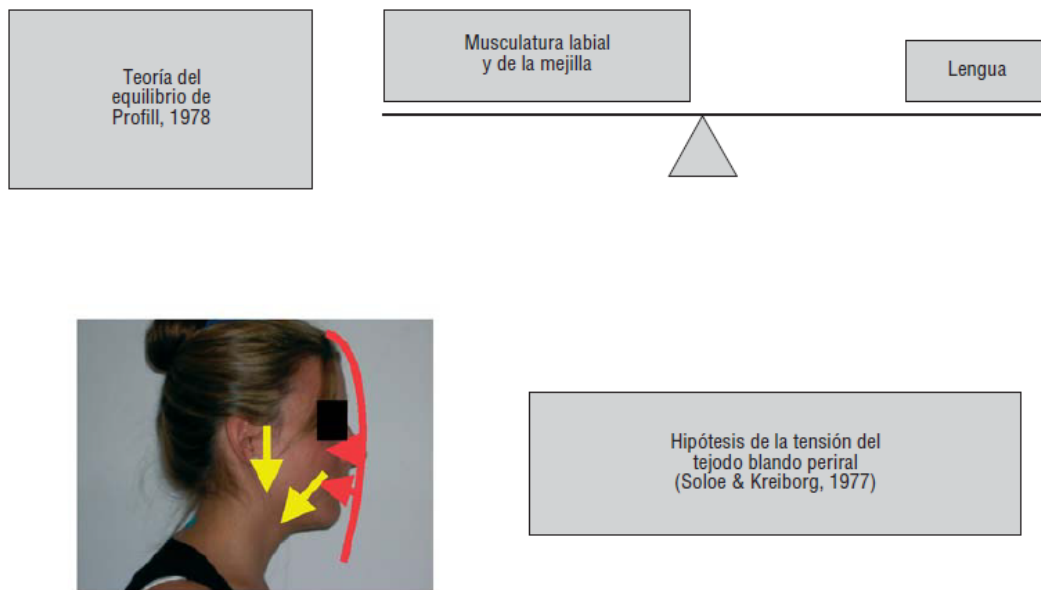 Teoría del
equilibrio de
Profill, 1978
Musculatura labial
y de la mejilla
Lengua
Hipótesis de la tensión del
tejodo blando periral
(Soloe & Kreiborg, 1977)